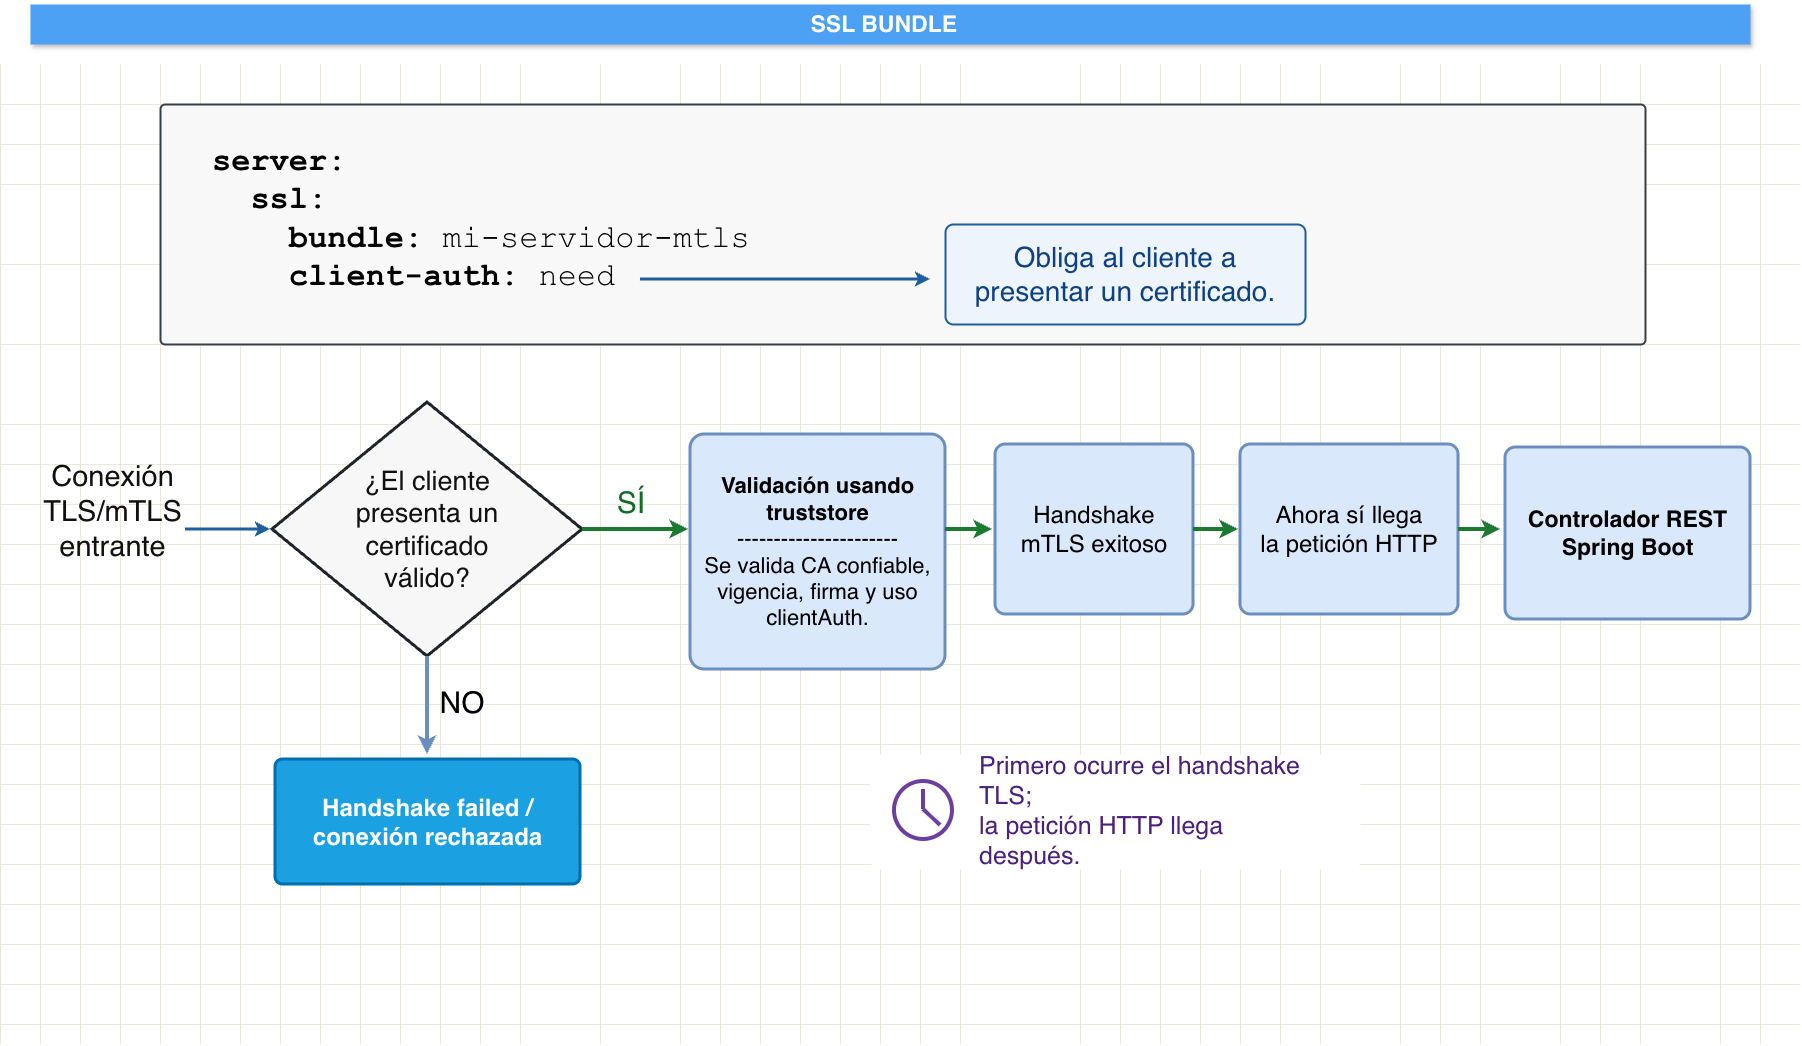 SSL BUNDLE
server:
ssl:
bundle: mi-servidor-mtls
client-auth: need
Obliga al cliente a
presentar un certificado.
Conexión
TLS/mTLS
entrante
¿El cliente
presenta un
certificado
válido?
SÍ
Validación usando
truststore
----------------------
Se valida CA confiable,
vigencia, firma y uso
clientAuth.
Handshake
mTLS exitoso
Ahora sí llega
la petición HTTP
Controlador REST
Spring Boot
NO
Handshake failed /
conexión rechazada
Primero ocurre el handshake
TLS;
la petición HTTP llega
después.